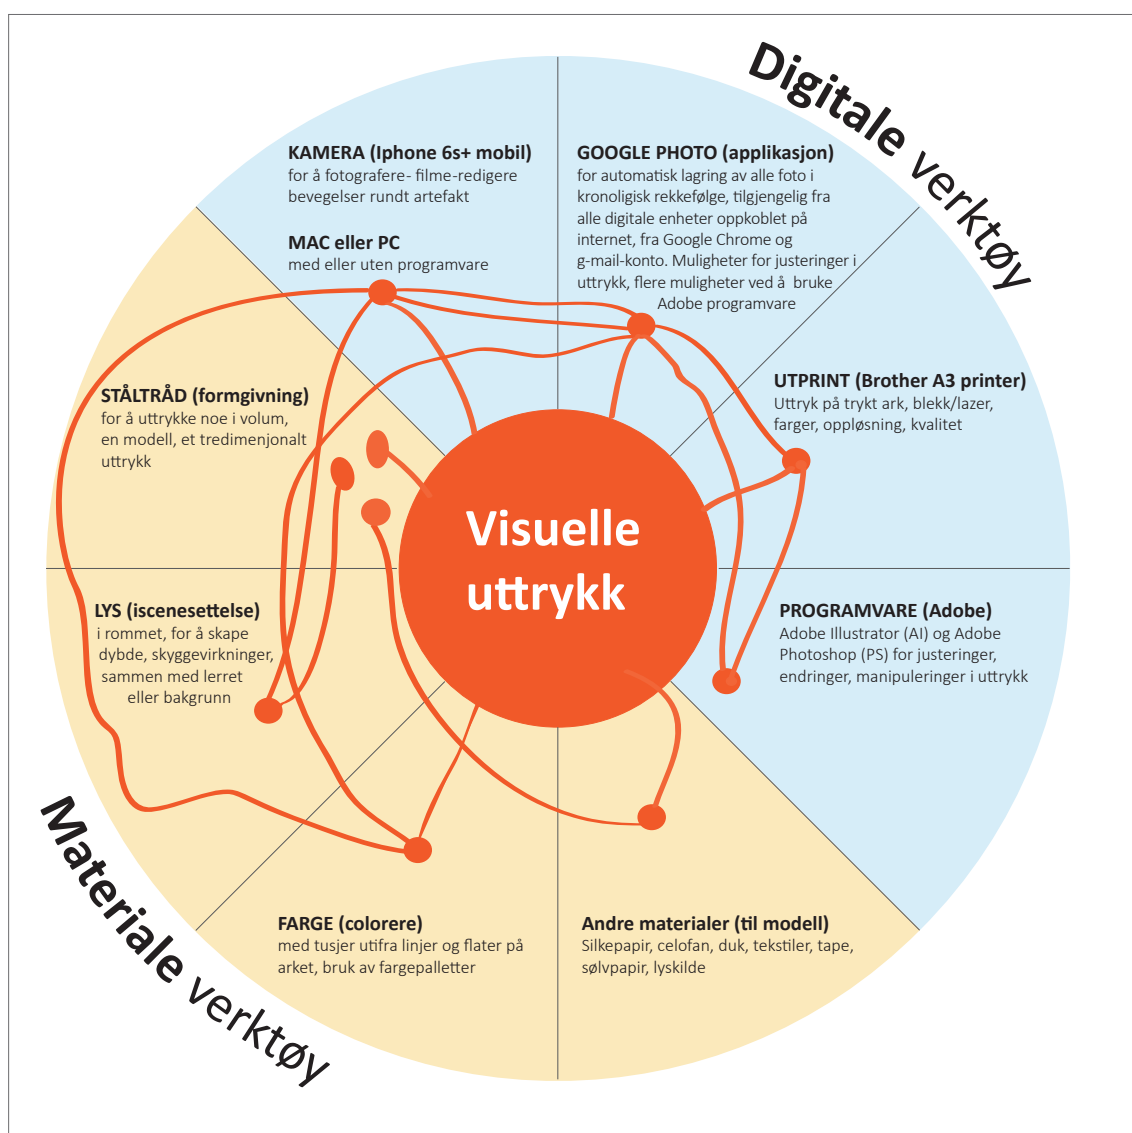 Digitale verktøy
KAMERA (Iphone 6s+ mobil)
for å fotografere- filme-redigere
bevegelser rundt artefakt
MAC eller PC
med eller uten programvare
GOOGLE PHOTO (applikasjon)
for automatisk lagring av alle foto i
kronoligisk rekkefølge, tilgjengelig fra
alle digitale enheter oppkoblet på
internet, fra Google Chrome og
g-mail-konto. Muligheter for justeringer i
uttrykk, flere muligheter ved å bruke
Adobe programvare
UTPRINT (Brother A3 printer)
Uttryk på trykt ark, blekk/lazer,
farger, oppløsning, kvalitet
STÅLTRÅD (formgivning)
for å uttrykke noe i volum,
en modell, et tredimenjonalt
uttrykk
Visuelle
uttrykk
LYS (iscenesettelse)
i rommet, for å skape
dybde, skyggevirkninger,
sammen med lerret
eller bakgrunn
PROGRAMVARE (Adobe)
Adobe Illustrator (AI) og Adobe
Photoshop (PS) for justeringer,
endringer, manipuleringer i uttrykk
Materiale verktøy
FARGE (colorere)
med tusjer utifra linjer og flater på
arket, bruk av fargepalletter
Andre materialer (til modell)
Silkepapir, celofan, duk, tekstiler, tape,
sølvpapir, lyskilde